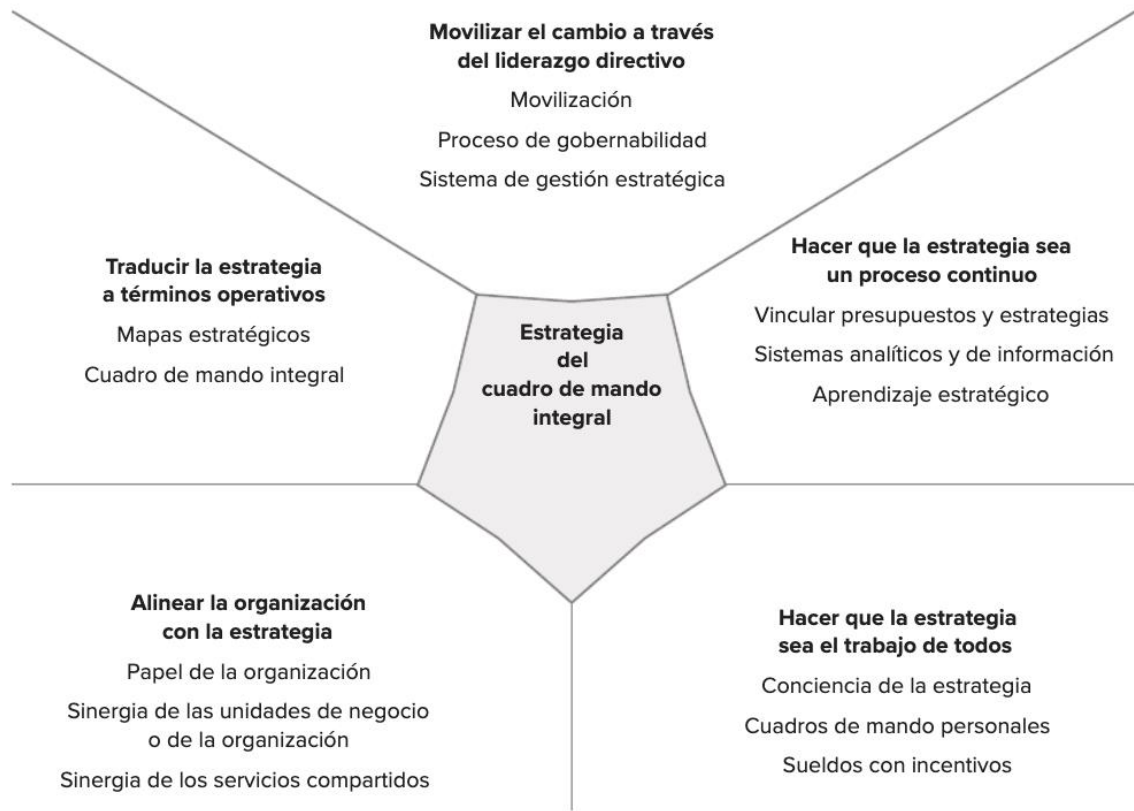 Movilizar el cambio a través
del liderazgo directivo
Movilización
Proceso de gobernabilidad
Sistema de gestión estratégica
Traducir la estrategia
a términos operativos
Mapas estratégicos
Cuadro de mando integral
Hacer que la estrategia sea
un proceso continuo
Vincular presupuestos y estrategias
Sistemas analíticos y de información
Aprendizaje estratégico
Estrategia
del
cuadro de mando
integral
Alinear la organización
con la estrategia
Papel de la organización
Sinergia de las unidades de negocio
o de la organización
Sinergia de los servicios compartidos
Hacer que la estrategia
sea el trabajo de todos
Conciencia de la estrategia
Cuadros de mando personales
Sueldos con incentivos